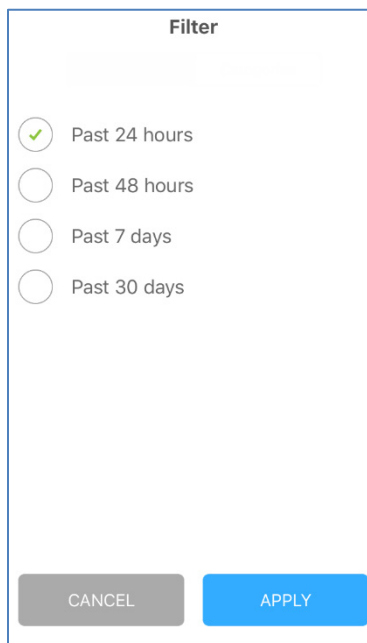 Filter
Past 24 hours
Past 48 hours
Past 7 days
Past 30 days
CANCEL APPLY